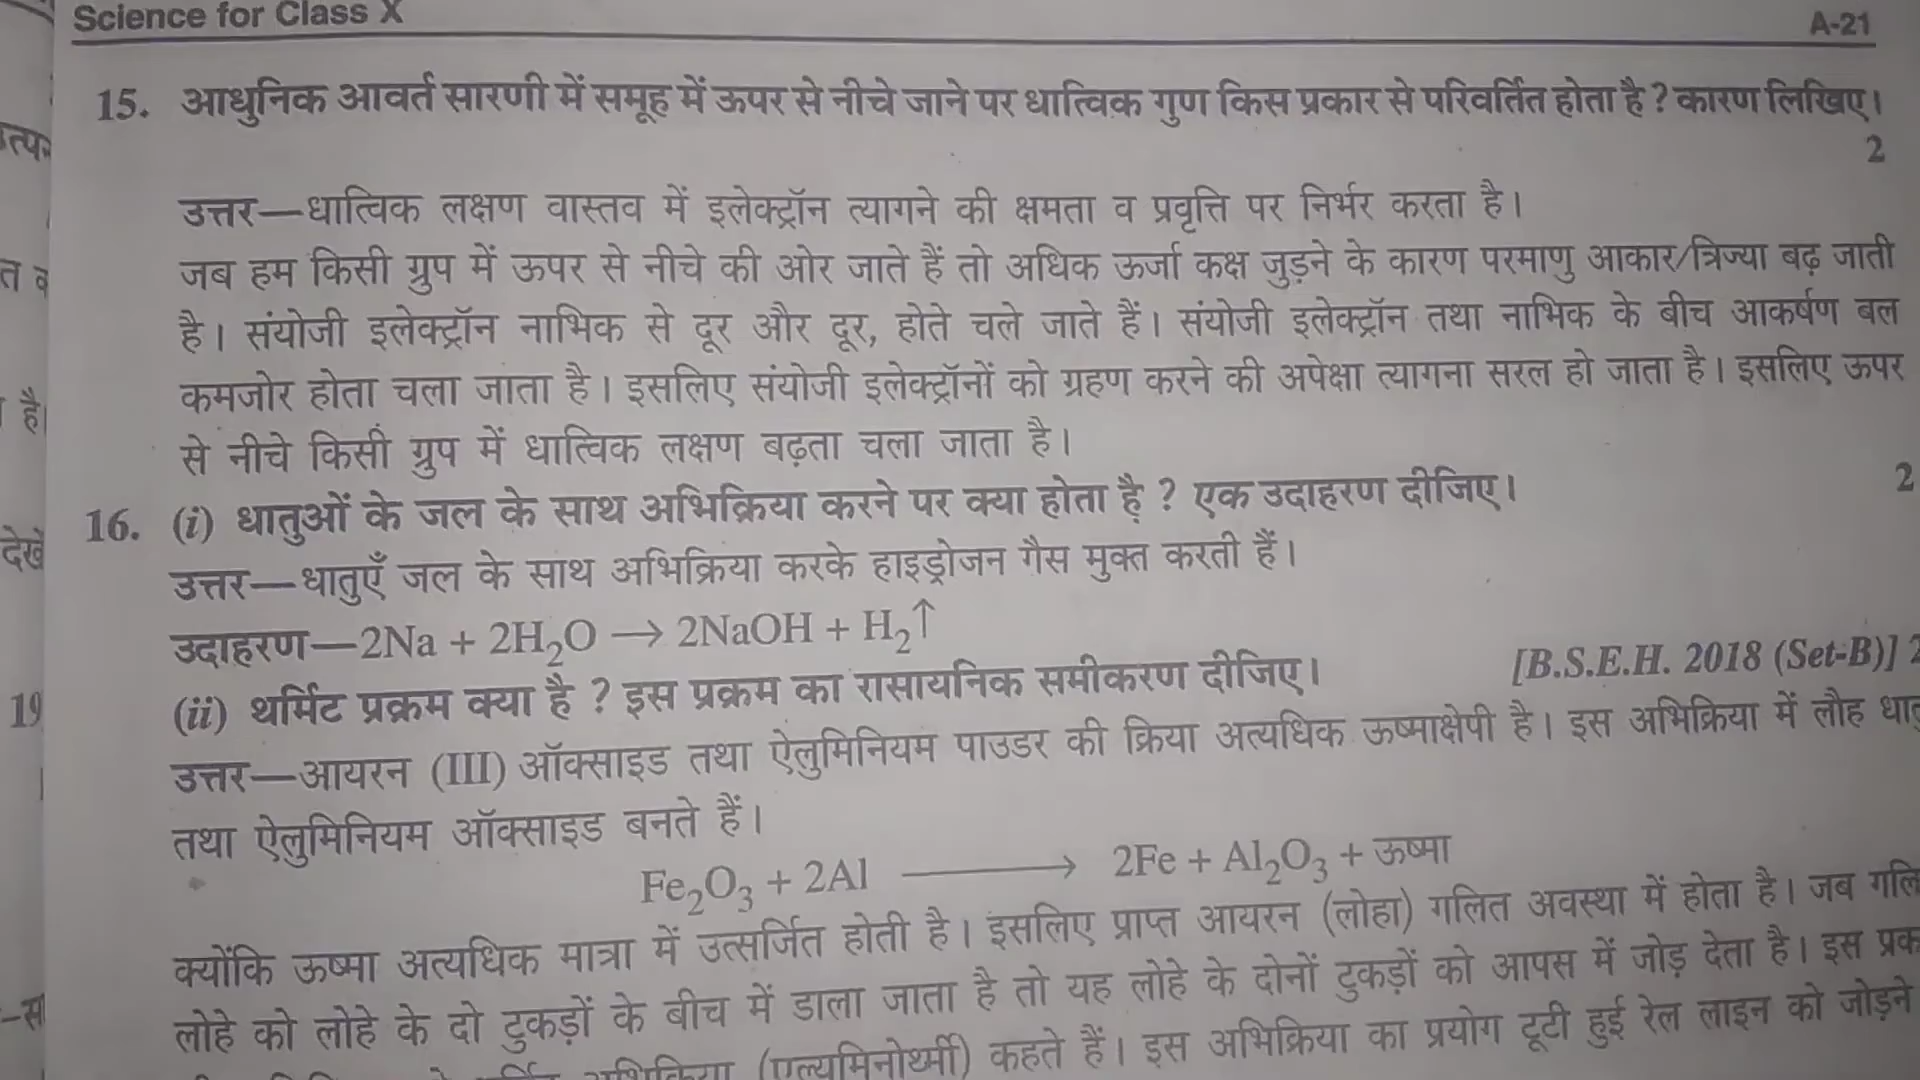 Science for Class X A-21
15. आधुनिक आवर्त सारणी में समूह में ऊपर से नीचे जाने पर धात्विक गुण किस प्रकार से परिवर्तित होता है ? कारण लिखिए।
2
उत्तर—धात्विक लक्षण वास्तव में इलेक्ट्रॉन त्यागने की क्षमता व प्रवृत्ति पर निर्भर करता है।
जब हम किसी ग्रुप में ऊपर से नीचे की ओर जाते हैं तो अधिक ऊर्जा कक्ष जुड़ने के कारण परमाणु आकार/त्रिज्या बढ़ जाती
है। संयोजी इलेक्ट्रॉन नाभिक से दूर और दूर, होते चले जाते हैं। संयोजी इलेक्ट्रॉन तथा नाभिक के बीच आकर्षण बल
कमजोर होता चला जाता है। इसलिए संयोजी इलेक्ट्रॉनों को ग्रहण करने की अपेक्षा त्यागना सरल हो जाता है। इसलिए ऊपर
से नीचे किसी ग्रुप में धात्विक लक्षण बढ़ता चला जाता है।
16. (i) धातुओं के जल के साथ अभिक्रिया करने पर क्या होता है ? एक उदाहरण दीजिए। 2
उत्तर—धातुएँ जल के साथ अभिक्रिया करके हाइड्रोजन गैस मुक्त करती हैं।
उदाहरण—2Na + 2H₂O → 2NaOH + H₂↑
(ii) थर्मिट प्रक्रम क्या है ? इस प्रक्रम का रासायनिक समीकरण दीजिए। [B.S.E.H. 2018 (Set-B)] 2
उत्तर—आयरन (III) ऑक्साइड तथा ऐलुमिनियम पाउडर की क्रिया अत्यधिक ऊष्माक्षेपी है। इस अभिक्रिया में लौह
तथा ऐलुमिनियम ऑक्साइड बनते हैं।
Fe₂O₃ + 2Al ⟶ 2Fe + Al₂O₃ + ऊष्मा
क्योंकि ऊष्मा अत्यधिक मात्रा में उत्सर्जित होती है। इसलिए प्राप्त आयरन (लोहा) गलित अवस्था में होता है। जब
लोहे को लोहे के दो टुकड़ों के बीच में डाला जाता है तो यह लोहे के दोनों टुकड़ों को आपस में जोड़ देता है। इस
(एल्यूमिनोथर्मी) कहते हैं। इस अभिक्रिया का प्रयोग टूटी हुई रेल लाइन को जोड़ने